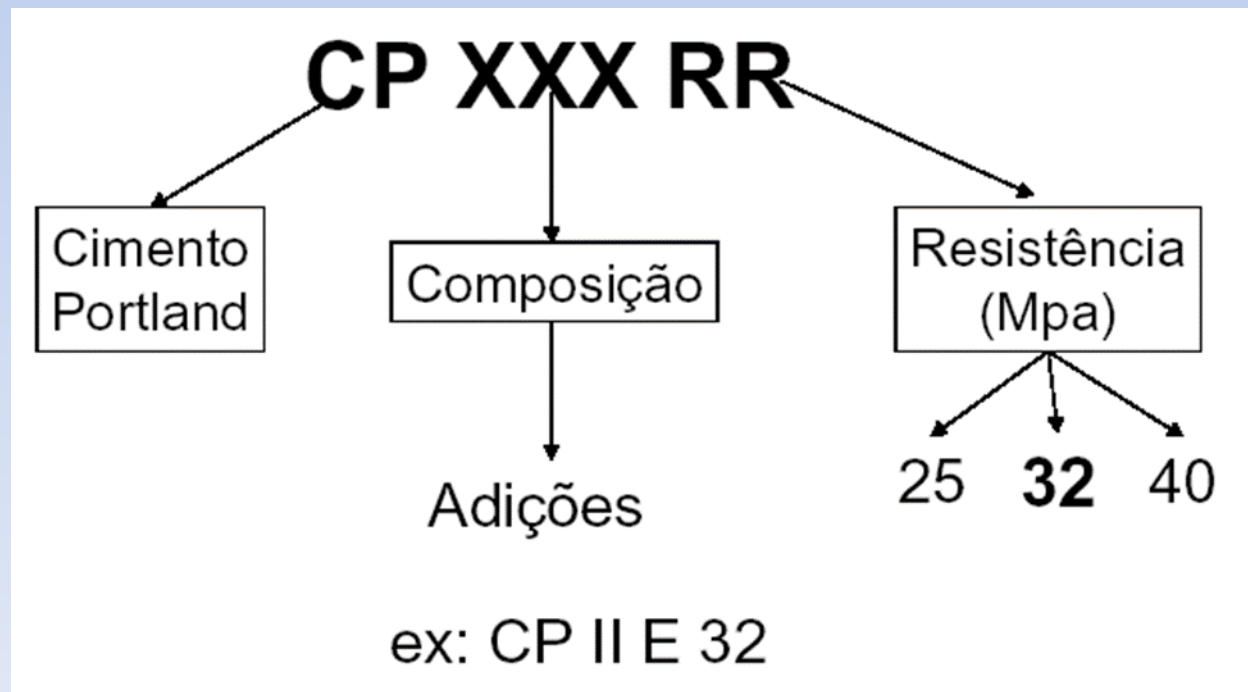 CP XXX RR
Cimento
Portland
Composição
Resistência
(Mpa)
25 32 40
Adições
ex: CP II E 32